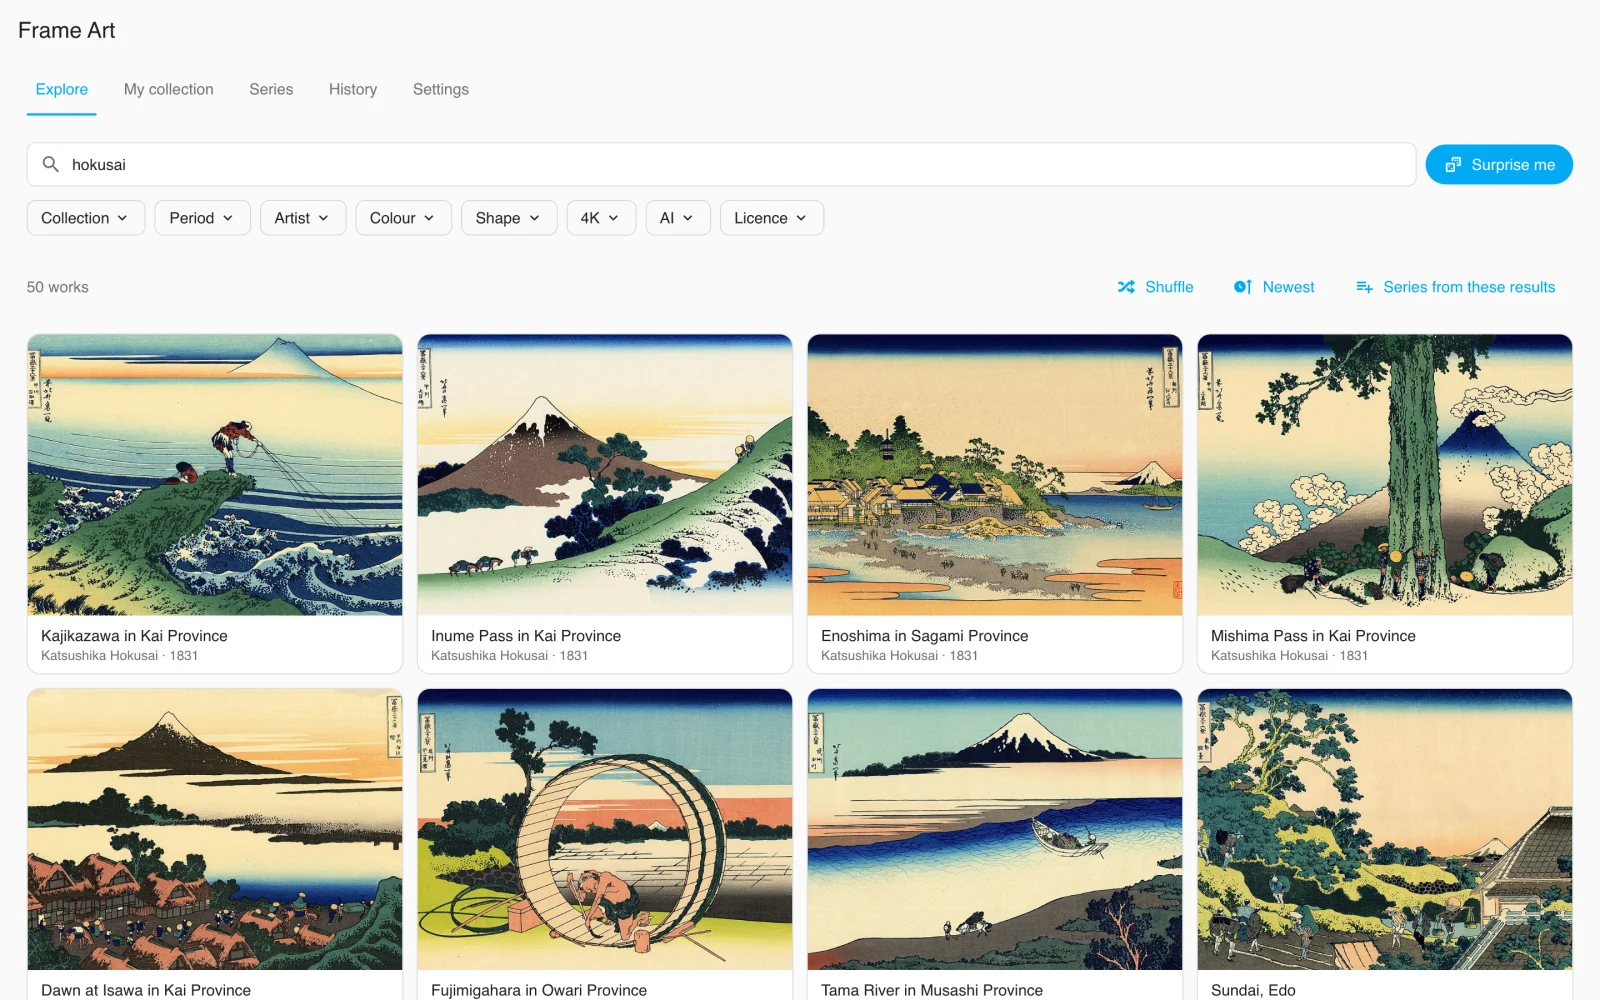 Frame Art
Explore My collection Series History Settings
hokusai
Surprise me
Collection Period Artist Colour Shape 4K AI Licence
50 works
Shuffle Newest Series from these results
Kajikazawa in Kai Province
Katsushika Hokusai · 1831
Inume Pass in Kai Province
Katsushika Hokusai · 1831
Enoshima in Sagami Province
Katsushika Hokusai · 1831
Mishima Pass in Kai Province
Katsushika Hokusai · 1831
Dawn at Isawa in Kai Province
Fujimigahara in Owari Province
Tama River in Musashi Province
Sundai, Edo